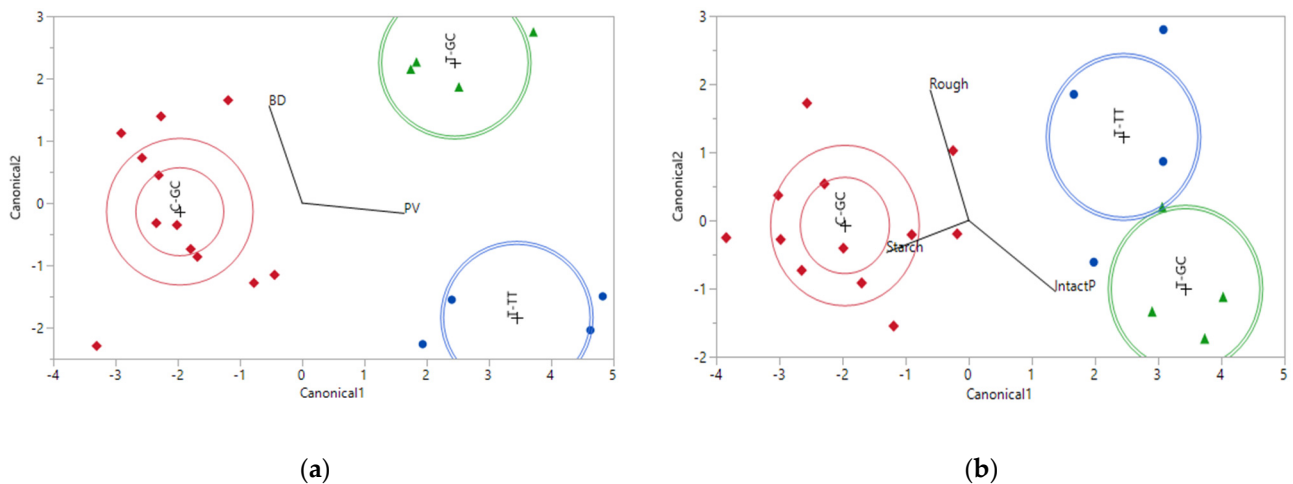 3
2
1
0
-1
-2
Canonical2
-4
-3
-2
-1
0
1
2
3
4
5
Canonical1
BD
PV
C-GC
T-GC
T-TT
(a)
3
2
1
0
-1
-2
Canonical2
-4
-3
-2
-1
0
1
2
3
4
5
Canonical1
Rough
Starch
IntactP
C-GC
T-TT
T-GC
(b)